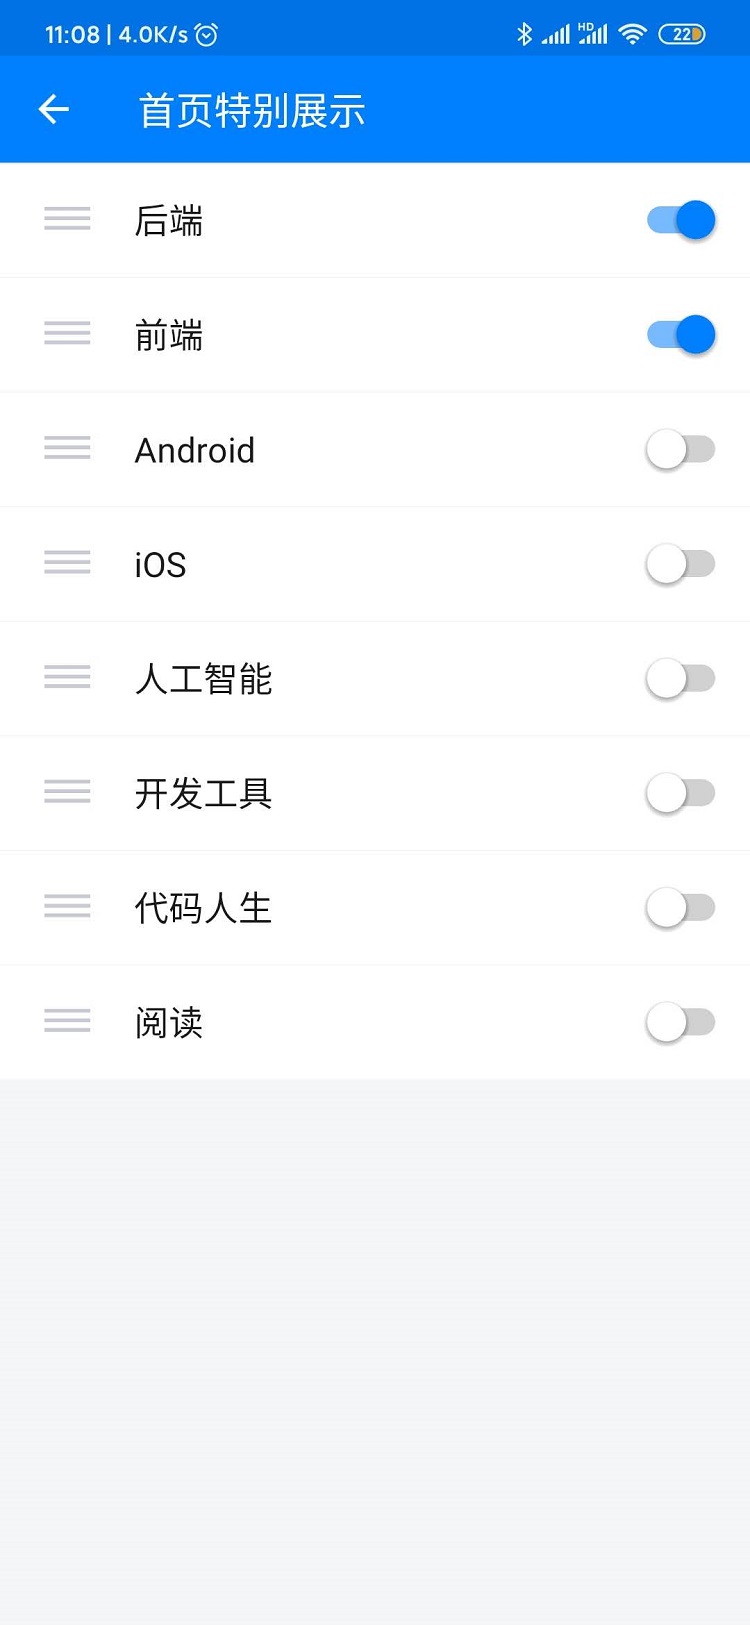 11:08 | 4.0K/s HD 22
首页特别展示
后端
前端
Android
iOS
人工智能
开发工具
代码人生
阅读